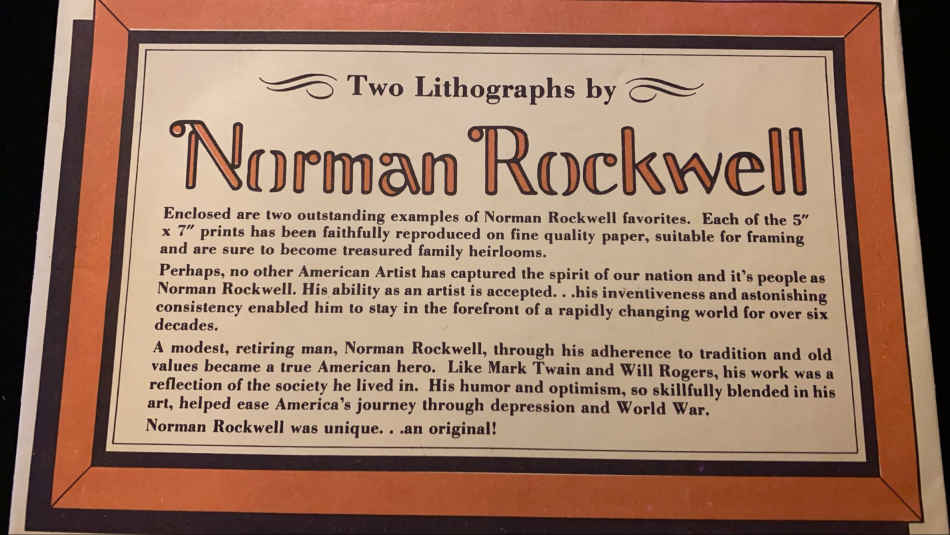 Two Lithographs by
Norman Rockwell
Enclosed are two outstanding examples of Norman Rockwell favorites. Each of the 5"
x 7" prints has been faithfully reproduced on fine quality paper, suitable for framing
and are sure to become treasured family heirlooms.
Perhaps, no other American Artist has captured the spirit of our nation and it's people as
Norman Rockwell. His ability as an artist is accepted. . .his inventiveness and astonishing
consistency enabled him to stay in the forefront of a rapidly changing world for over six
decades.
A modest, retiring man, Norman Rockwell, through his adherence to tradition and old
values became a true American hero. Like Mark Twain and Will Rogers, his work was a
reflection of the society he lived in. His humor and optimism, so skillfully blended in his
art, helped ease America's journey through depression and World War.
Norman Rockwell was unique. . .an original!